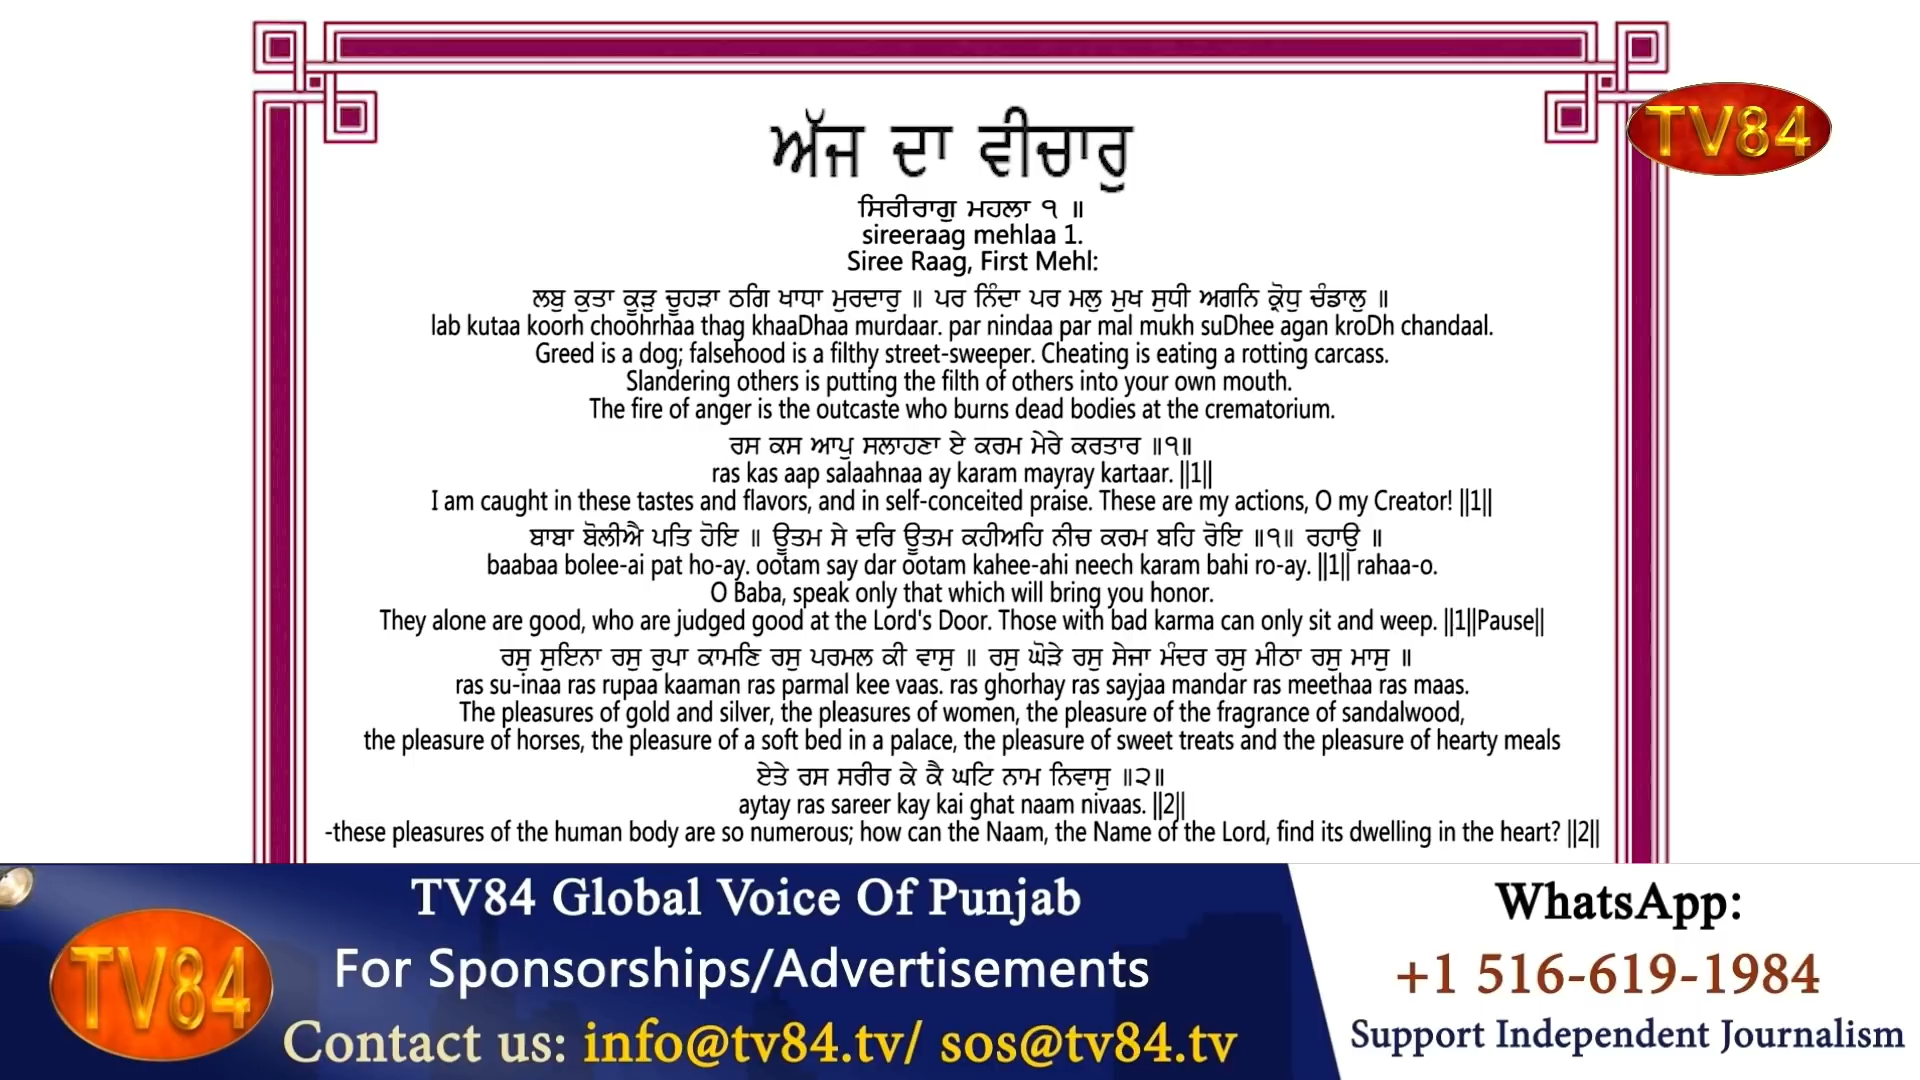 ਅੱਜ ਦਾ ਵੀਚਾਰੁ
TV84
ਸਿਰੀਰਾਗੁ ਮਹਲਾ ੧ ॥
sireeraag mehlaa 1.
Siree Raag, First Mehl:
ਲਬੁ ਕੁਤਾ ਕੂੜੁ ਚੂਹੜਾ ਠਗਿ ਖਾਧਾ ਮੁਰਦਾਰੁ ॥ ਪਰ ਨਿੰਦਾ ਪਰ ਮਲੁ ਮੁਖ ਸੁਧੀ ਅਗਨਿ ਕ੍ਰੋਧੁ ਚੰਡਾਲੁ ॥
lab kutaa koorh choohrhaa thag khaaDhaa murdaar. par nindaa par mal mukh suDhee agan kroDh chandaal.
Greed is a dog; falsehood is a filthy street-sweeper. Cheating is eating a rotting carcass.
Slandering others is putting the filth of others into your own mouth.
The fire of anger is the outcaste who burns dead bodies at the crematorium.
ਰਸ ਕਸ ਆਪੁ ਸਲਾਹਣਾ ਏ ਕਰਮ ਮੇਰੇ ਕਰਤਾਰ ॥੧॥
ras kas aap salaahnaa ay karam mayray kartaar. ||1||
I am caught in these tastes and flavors, and in self-conceited praise. These are my actions, O my Creator! ||1||
ਬਾਬਾ ਬੋਲੀਐ ਪਤਿ ਹੋਇ ॥ ਊਤਮ ਸੇ ਦਰਿ ਊਤਮ ਕਹੀਅਹਿ ਨੀਚ ਕਰਮ ਬਹਿ ਰੋਇ ॥੧॥ ਰਹਾਉ ॥
baabaa bolee-ai pat ho-ay. ootam say dar ootam kahee-ahi neech karam bahi ro-ay. ||1|| rahaa-o.
O Baba, speak only that which will bring you honor.
They alone are good, who are judged good at the Lord's Door. Those with bad karma can only sit and weep. ||1||Pause||
ਰਸੁ ਸੁਇਨਾ ਰਸੁ ਰੁਪਾ ਕਾਮਣਿ ਰਸੁ ਪਰਮਲ ਕੀ ਵਾਸੁ ॥ ਰਸੁ ਘੋੜੇ ਰਸੁ ਸੇਜਾ ਮੰਦਰ ਰਸੁ ਮੀਠਾ ਰਸੁ ਮਾਸੁ ॥
ras su-inaa ras rupaa kaaman ras parmal kee vaas. ras ghorhay ras sayjaa mandar ras meethaa ras maas.
The pleasures of gold and silver, the pleasures of women, the pleasure of the fragrance of sandalwood,
the pleasure of horses, the pleasure of a soft bed in a palace, the pleasure of sweet treats and the pleasure of hearty meals
ਏਤੇ ਰਸ ਸਰੀਰ ਕੇ ਕੈ ਘਟਿ ਨਾਮ ਨਿਵਾਸੁ ॥੨॥
aytay ras sareer kay kai ghat naam nivaas. ||2||
-these pleasures of the human body are so numerous; how can the Naam, the Name of the Lord, find its dwelling in the heart? ||2||
TV84
TV84 Global Voice Of Punjab
For Sponsorships/Advertisements
Contact us: info@tv84.tv/ sos@tv84.tv
WhatsApp:
+1 516-619-1984
Support Independent Journalism